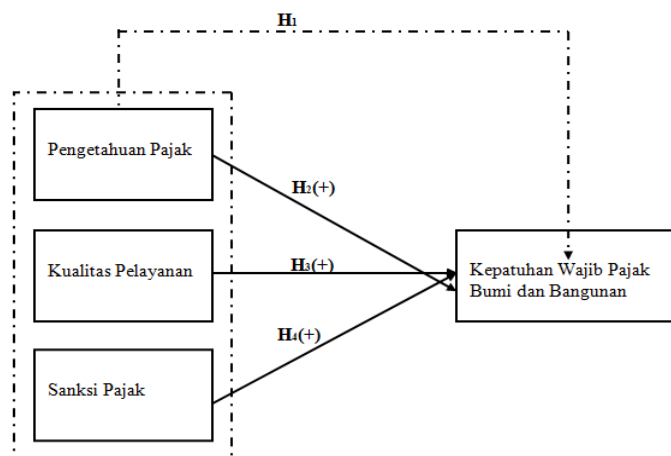 H1
Pengetahuan Pajak
H2(+)
Kualitas Pelayanan
H3(+)
Kepatuhan Wajib Pajak
Bumi dan Bangunan
H4(+)
Sanksi Pajak